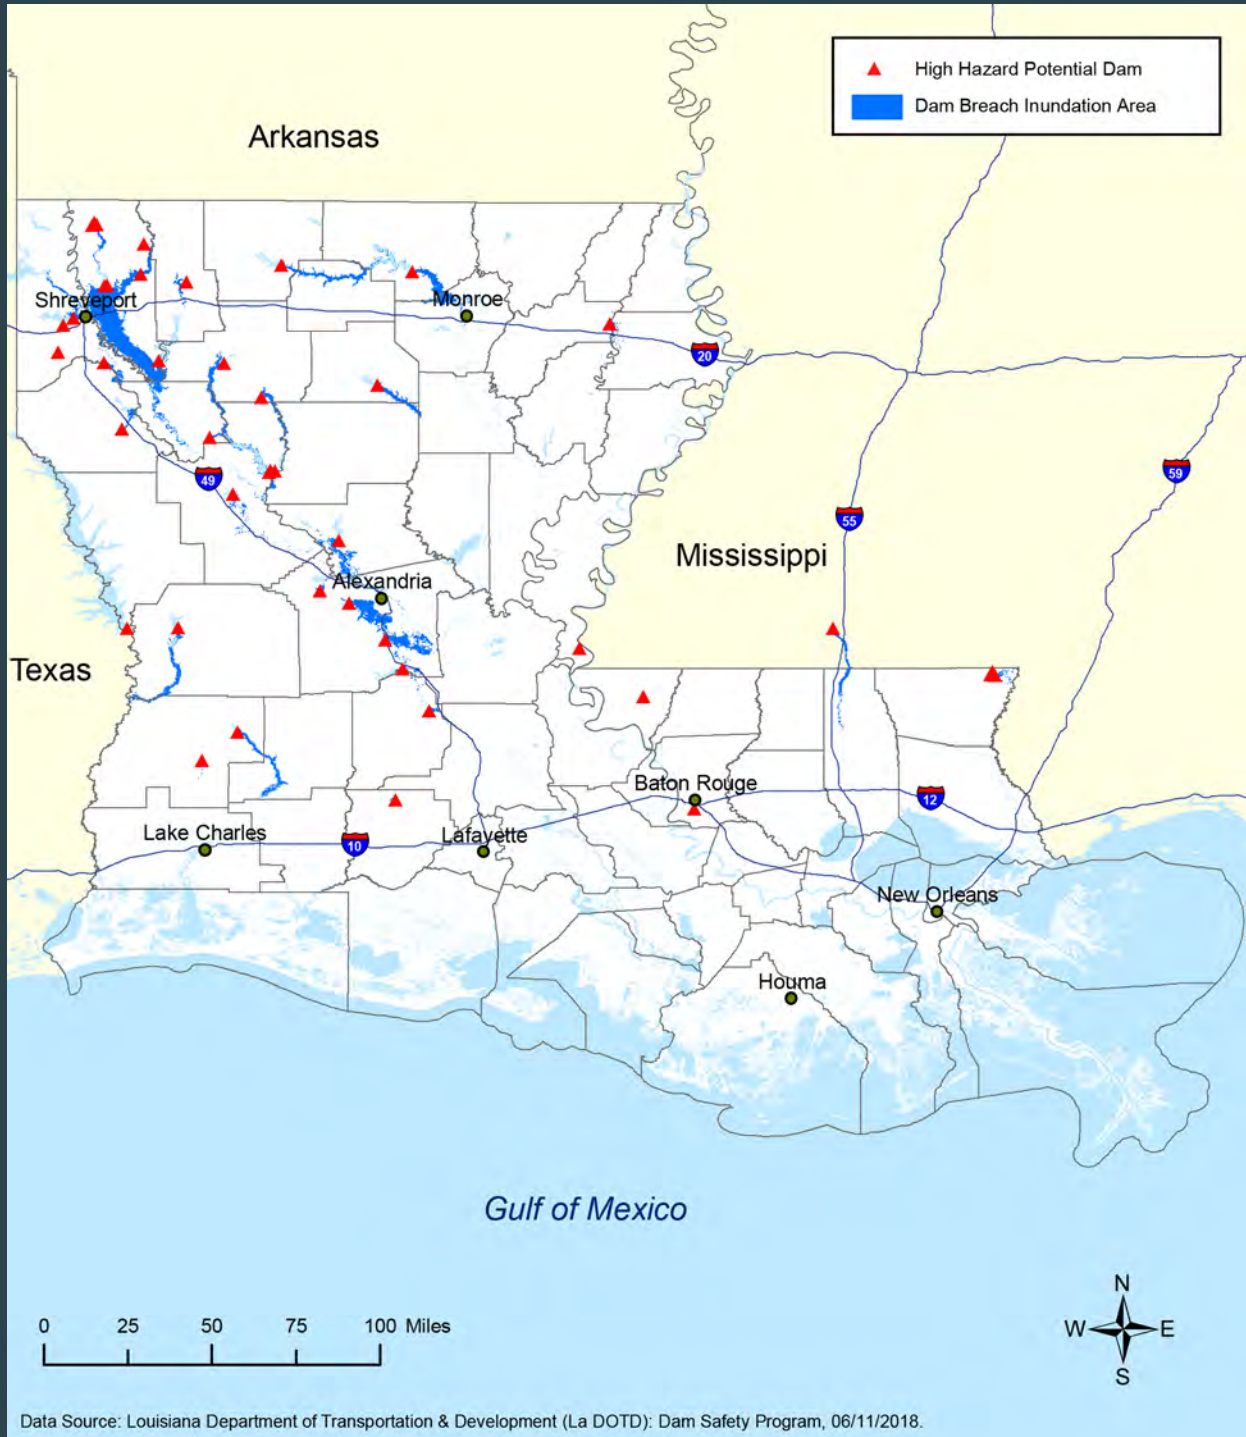 High Hazard Potential Dam
Dam Breach Inundation Area
Arkansas
Shreveport
Monroe
20
49
59
55
Mississippi
Alexandria
Texas
Baton Rouge
12
Lake Charles
10
Lafayette
New Orleans
Houma
Gulf of Mexico
N
W E
S
0 25 50 75 100 Miles
Data Source: Louisiana Department of Transportation & Development (La DOTD): Dam Safety Program, 06/11/2018.